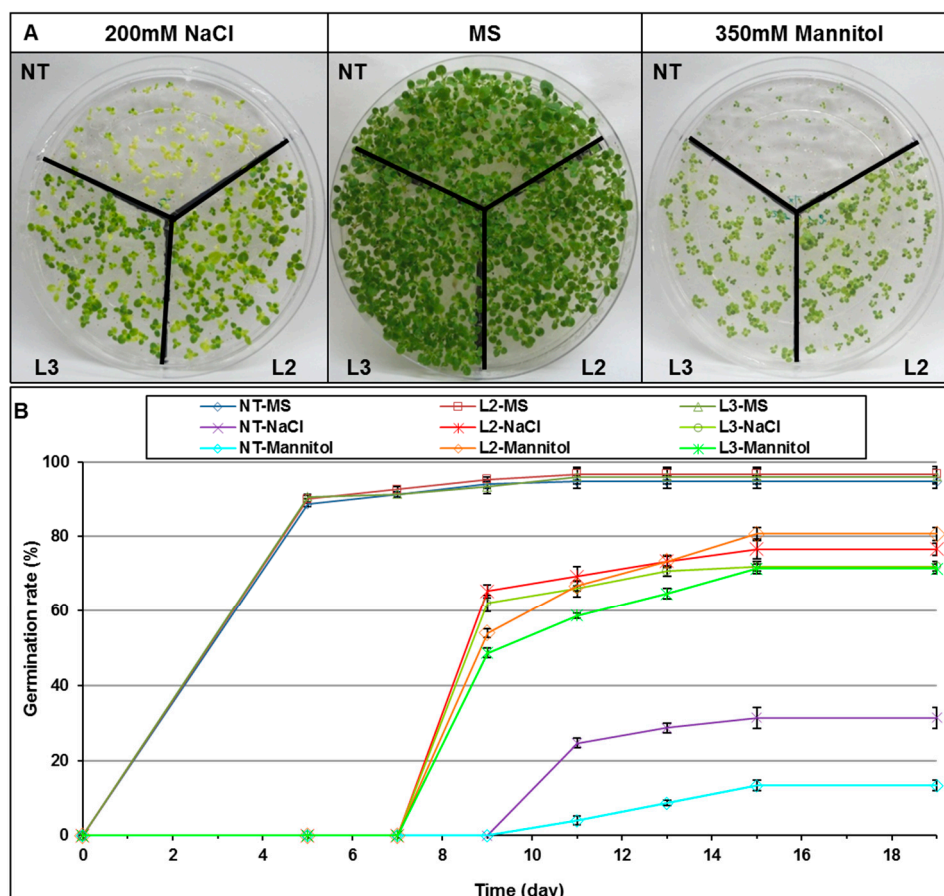 A 200mM NaCl MS 350mM Mannitol
NT NT NT
L3 L2 L3 L2 L3 L2
B
NT-MS L2-MS L3-MS
NT-NaCl L2-NaCl L3-NaCl
NT-Mannitol L2-Mannitol L3-Mannitol
Germination rate (%)
100
80
60
40
20
0
0 2 4 6 8 10 12 14 16 18
Time (day)